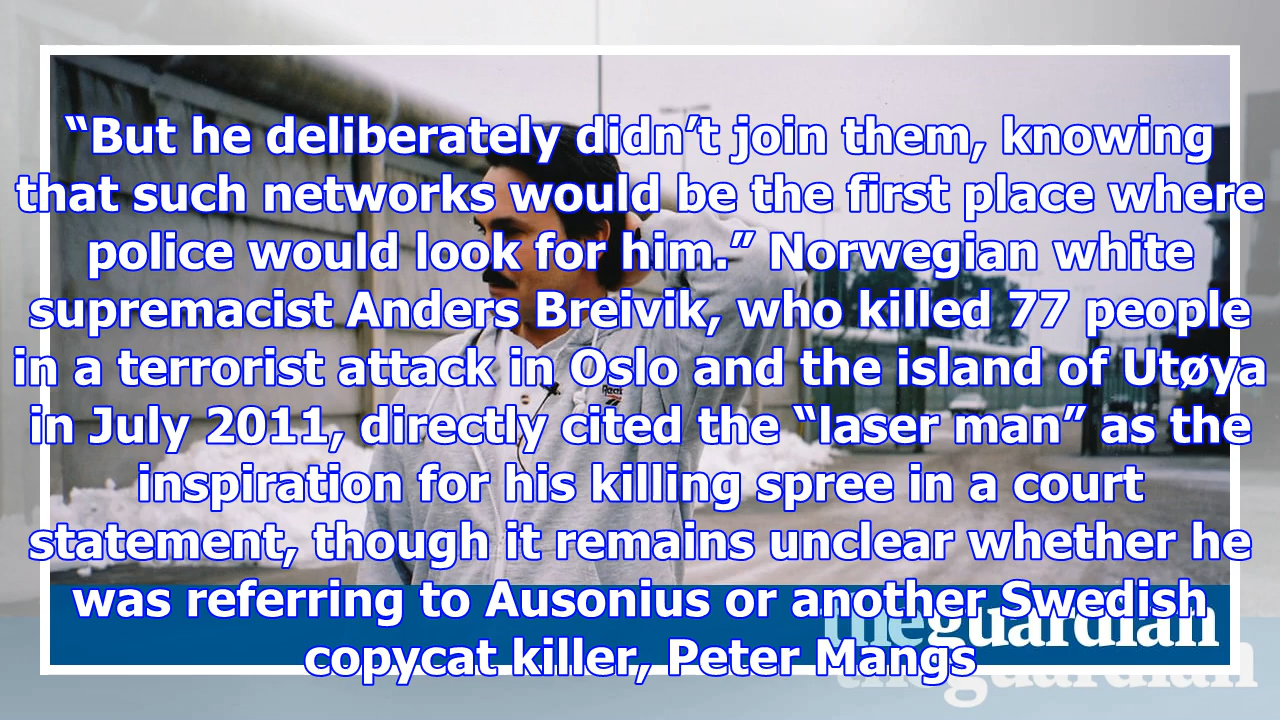 “But he deliberately didn’t join them, knowing
that such networks would be the first place where
police would look for him.” Norwegian white
supremacist Anders Breivik, who killed 77 people
in a terrorist attack in Oslo and the island of Utøya
in July 2011, directly cited the “laser man” as the
inspiration for his killing spree in a court
statement, though it remains unclear whether he
was referring to Ausonius or another Swedish
theguardian
copycat killer, Peter Mangs
theguardian